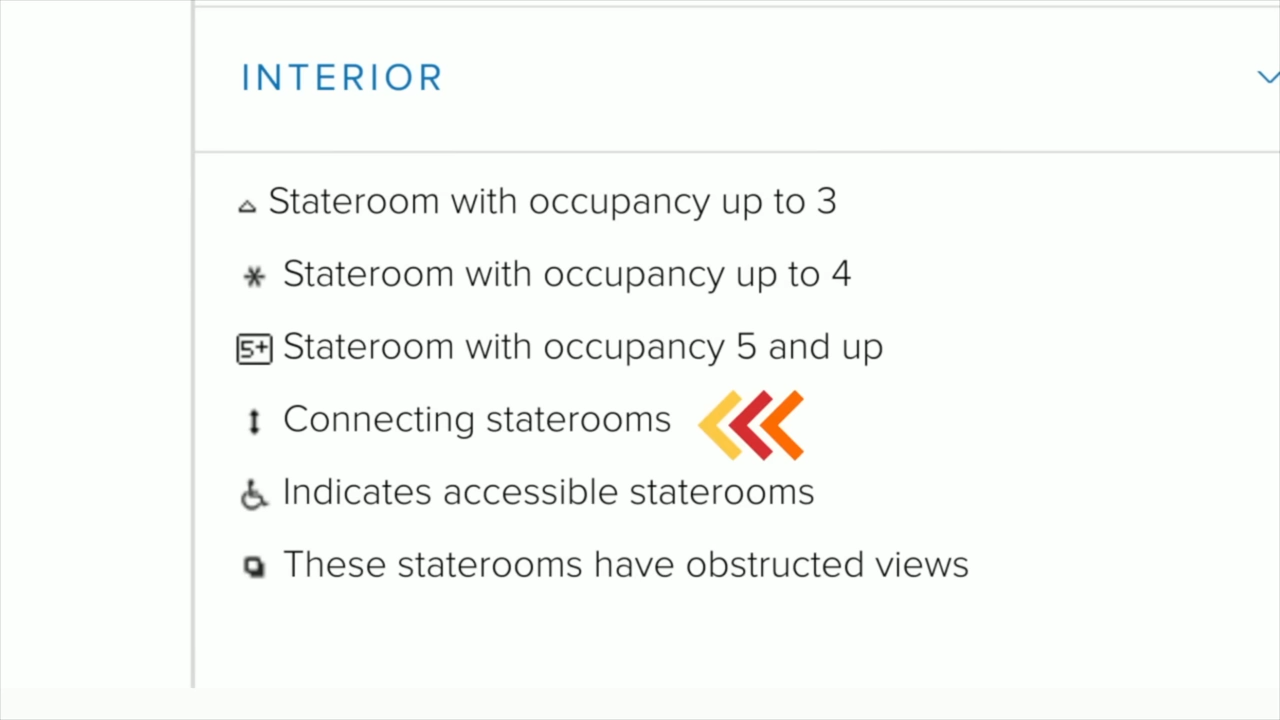 INTERIOR
Stateroom with occupancy up to 3
Stateroom with occupancy up to 4
5+ Stateroom with occupancy 5 and up
Connecting staterooms
Indicates accessible staterooms
These staterooms have obstructed views